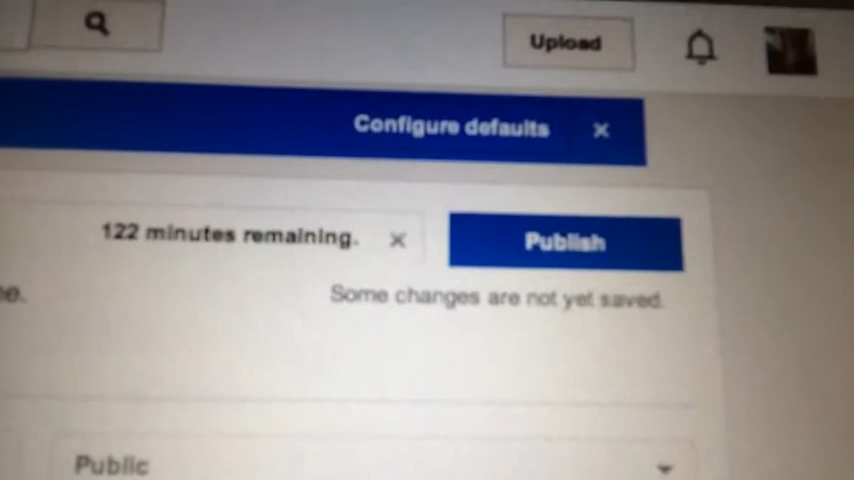 Upload
Configure defaults
122 minutes remaining.
Publish
Some changes are not yet saved.
Public